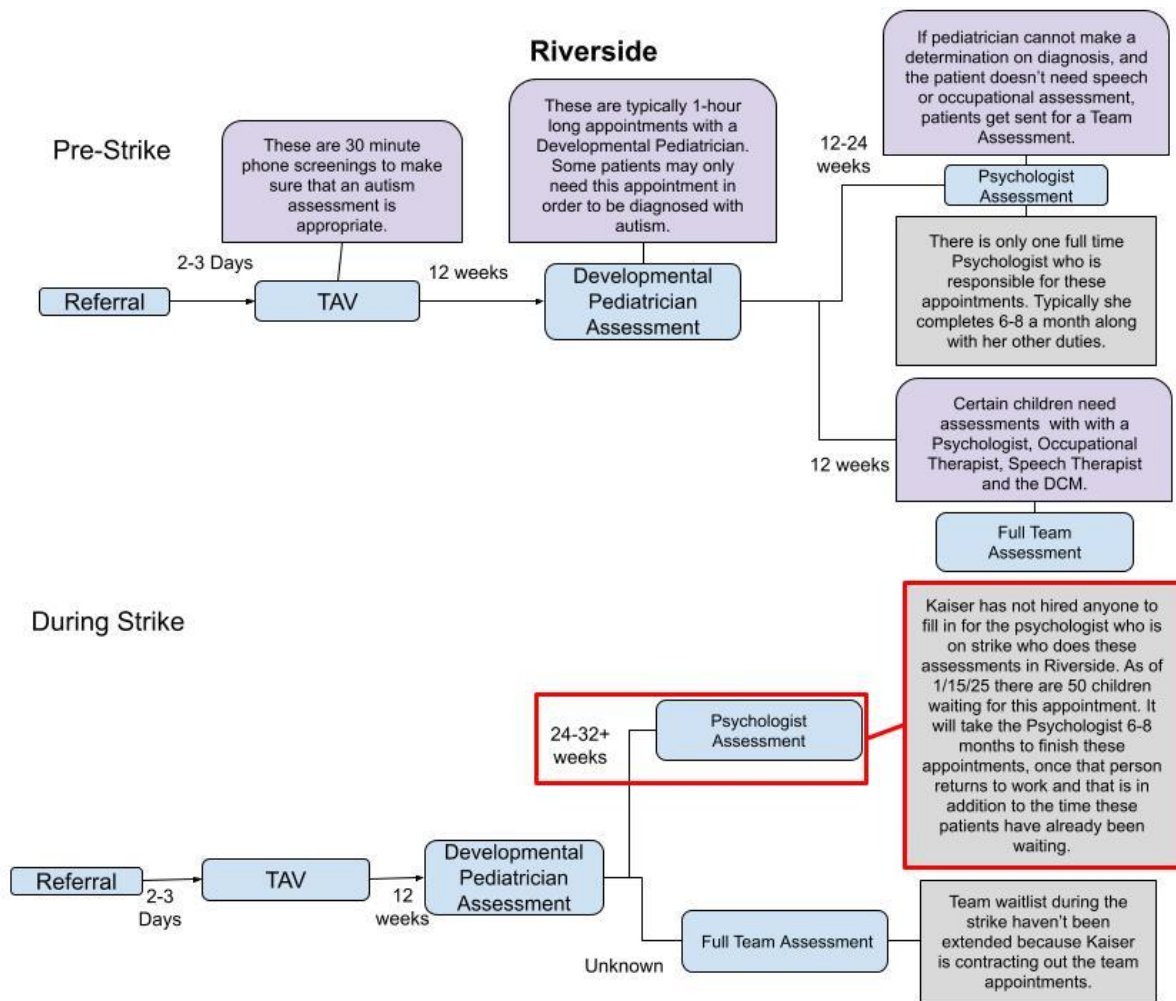 Riverside
Pre-Strike
These are 30 minute
phone screenings to make
sure that an autism
assessment is
appropriate.
These are typically 1-hour
long appointments with a
Developmental Pediatrician.
Some patients may only
need this appointment in
order to be diagnosed with
autism.
If pediatrician cannot make a
determination on diagnosis, and
the patient doesn't need speech
or occupational assessment,
patients get sent for a Team
Assessment.
12-24
weeks
Psychologist
Assessment
There is only one full time
Psychologist who is
responsible for these
appointments. Typically she
completes 6-8 a month along
with her other duties.
2-3 Days
12 weeks
Referral
TAV
Developmental
Pediatrician
Assessment
Certain children need
assessments with with a
Psychologist, Occupational
Therapist, Speech Therapist
and the DCM.
12 weeks
Full Team
Assessment
During Strike
Kaiser has not hired anyone to
fill in for the psychologist who is
on strike who does these
assessments in Riverside. As of
1/15/25 there are 50 children
waiting for this appointment. It
will take the Psychologist 6-8
months to finish these
appointments, once that person
returns to work and that is in
addition to the time these
patients have already been
waiting.
24-32+
weeks
Psychologist
Assessment
Referral
2-3
Days
TAV
12
weeks
Developmental
Pediatrician
Assessment
Unknown
Full Team Assessment
Team waitlist during the
strike haven't been
extended because Kaiser
is contracting out the team
appointments.